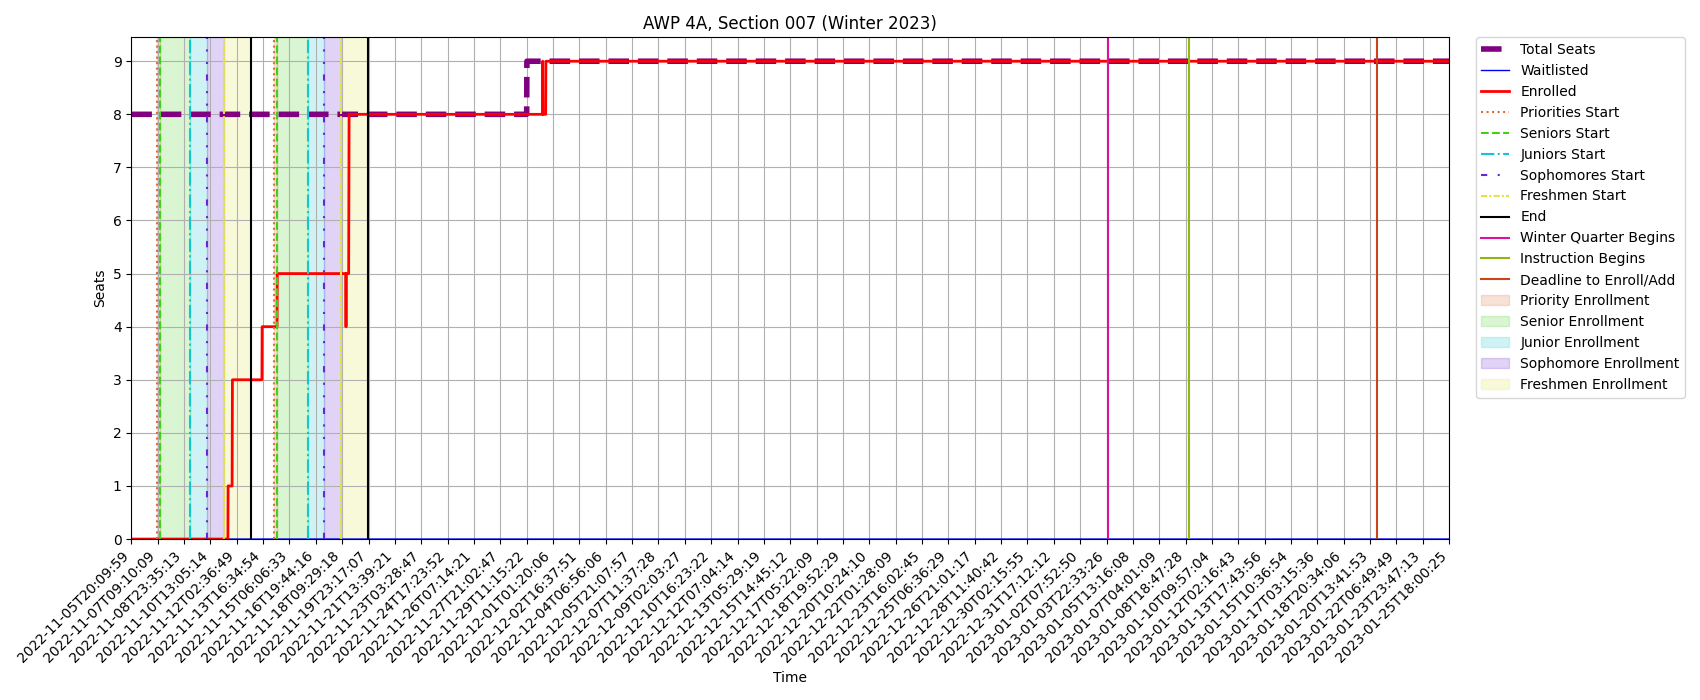 AWP 4A, Section 007 (Winter 2023)
Seats
9
8
7
6
5
4
3
2
1
0
2022-11-05T20:09:59
2022-11-07T09:10:09
2022-11-08T23:35:13
2022-11-10T13:05:14
2022-11-12T02:36:49
2022-11-13T16:34:54
2022-11-15T06:06:33
2022-11-16T19:44:16
2022-11-18T09:29:18
2022-11-19T23:17:07
2022-11-21T13:39:21
2022-11-23T03:28:47
2022-11-24T17:23:52
2022-11-26T07:14:21
2022-11-27T21:02:47
2022-11-29T11:15:22
2022-12-01T01:20:06
2022-12-02T16:37:51
2022-12-04T06:56:06
2022-12-05T21:07:57
2022-12-07T11:37:28
2022-12-09T02:03:27
2022-12-10T16:23:22
2022-12-12T07:04:14
2022-12-13T05:29:19
2022-12-15T14:45:12
2022-12-17T05:22:09
2022-12-18T19:52:29
2022-12-20T10:24:10
2022-12-22T01:28:09
2022-12-23T16:02:45
2022-12-25T06:36:29
2022-12-26T21:01:17
2022-12-28T11:40:42
2022-12-30T02:15:55
2022-12-31T17:12:12
2023-01-02T07:52:50
2023-01-03T22:33:26
2023-01-05T13:16:08
2023-01-07T04:01:09
2023-01-08T18:47:28
2023-01-10T09:57:04
2023-01-12T02:16:43
2023-01-13T17:43:56
2023-01-15T10:36:54
2023-01-17T03:15:36
2023-01-18T20:34:06
2023-01-20T13:41:53
2023-01-22T06:49:49
2023-01-23T23:47:13
2023-01-25T18:00:25
Time
Total Seats
Waitlisted
Enrolled
Priorities Start
Seniors Start
Juniors Start
Sophomores Start
Freshmen Start
End
Winter Quarter Begins
Instruction Begins
Deadline to Enroll/Add
Priority Enrollment
Senior Enrollment
Junior Enrollment
Sophomore Enrollment
Freshmen Enrollment